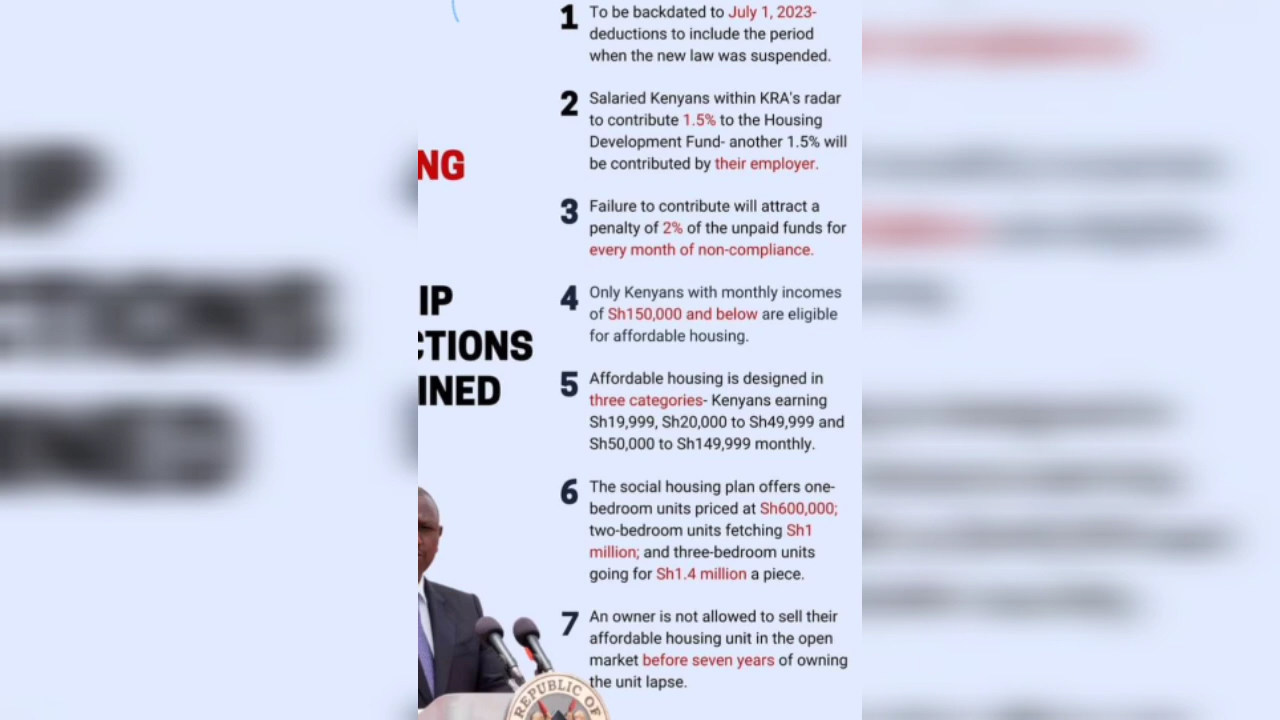 NG
IP
CTIONS
INED
1 To be backdated to July 1, 2023-
deductions to include the period
when the new law was suspended.
2 Salaried Kenyans within KRA's radar
to contribute 1.5% to the Housing
Development Fund- another 1.5% will
be contributed by their employer.
3 Failure to contribute will attract a
penalty of 2% of the unpaid funds for
every month of non-compliance.
4 Only Kenyans with monthly incomes
of Sh150,000 and below are eligible
for affordable housing.
5 Affordable housing is designed in
three categories- Kenyans earning
Sh19,999, Sh20,000 to Sh49,999 and
Sh50,000 to Sh149,999 monthly.
6 The social housing plan offers one-
bedroom units priced at Sh600,000;
two-bedroom units fetching Sh1
million; and three-bedroom units
going for Sh1.4 million a piece.
7 An owner is not allowed to sell their
affordable housing unit in the open
market before seven years of owning
the unit lapse.
REPUBLIC OF